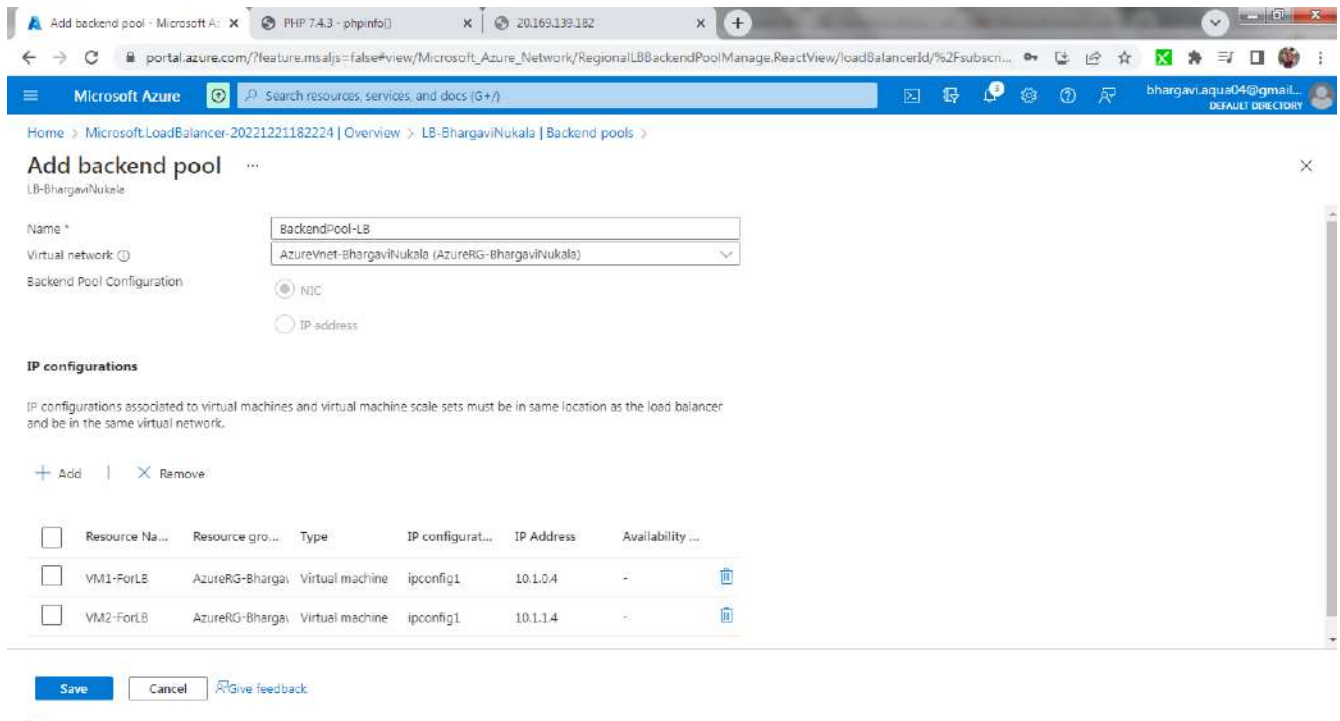 Add backend pool - Microsoft A: X PHP 7.4.3 - phpinfo() X 20.169.139.182 X +
portal.azure.com/?feature.msaljs=false#view/Microsoft_Azure_Network/RegionalLBBackendPoolManage.ReactView/loadBalancerId/%2Fsubscri...
Microsoft Azure Search resources, services, and docs (G+/) 3 bhargavi.aqua04@gmail...
DEFAULT DIRECTORY
Home > Microsoft.LoadBalancer-20221221182224 | Overview > LB-BhargaviNukala | Backend pools >
Add backend pool ...
LB-BhargaviNukala
Name * BackendPool-LB
Virtual network AzureVnet-BhargaviNukala (AzureRG-BhargaviNukala)
Backend Pool Configuration NIC
IP address
IP configurations
IP configurations associated to virtual machines and virtual machine scale sets must be in same location as the load balancer
and be in the same virtual network.
+ Add | X Remove
Resource Na... Resource gro... Type IP configurat... IP Address Availability ...
VM1-ForLB AzureRG-Bhargav Virtual machine ipconfig1 10.1.0.4 -
VM2-ForLB AzureRG-Bhargav Virtual machine ipconfig1 10.1.1.4 -
Save Cancel Give feedback